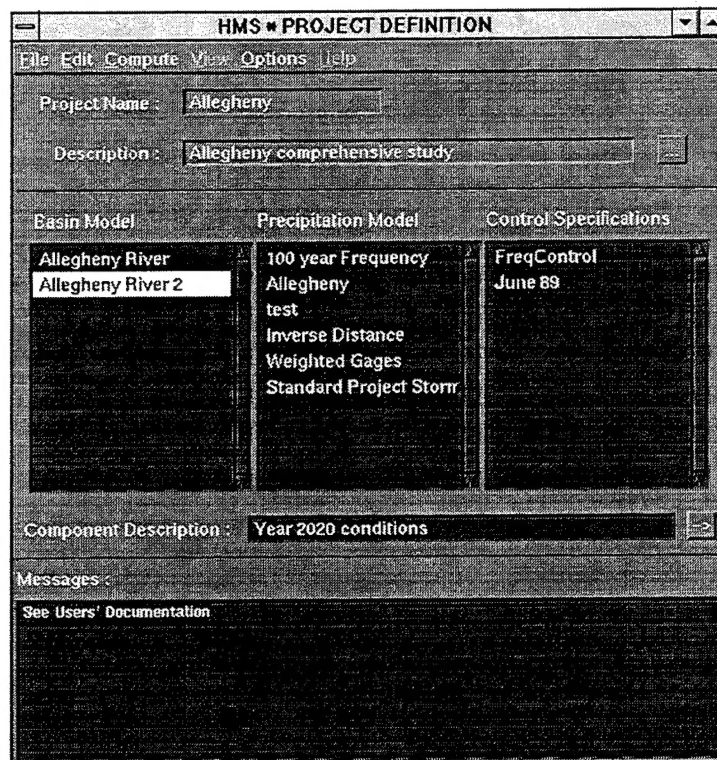 HMS * PROJECT DEFINITION
File Edit Compute View Options Help
Project Name : Allegheny
Description : Allegheny comprehensive study ...
Basin Model Precipitation Model Control Specifications
Allegheny River
Allegheny River 2
100 year Frequency
Allegheny
test
Inverse Distance
Weighted Gages
Standard Project Storm
FreqControl
June 89
Component Description : Year 2020 conditions =>
Messages :
See Users' Documentation